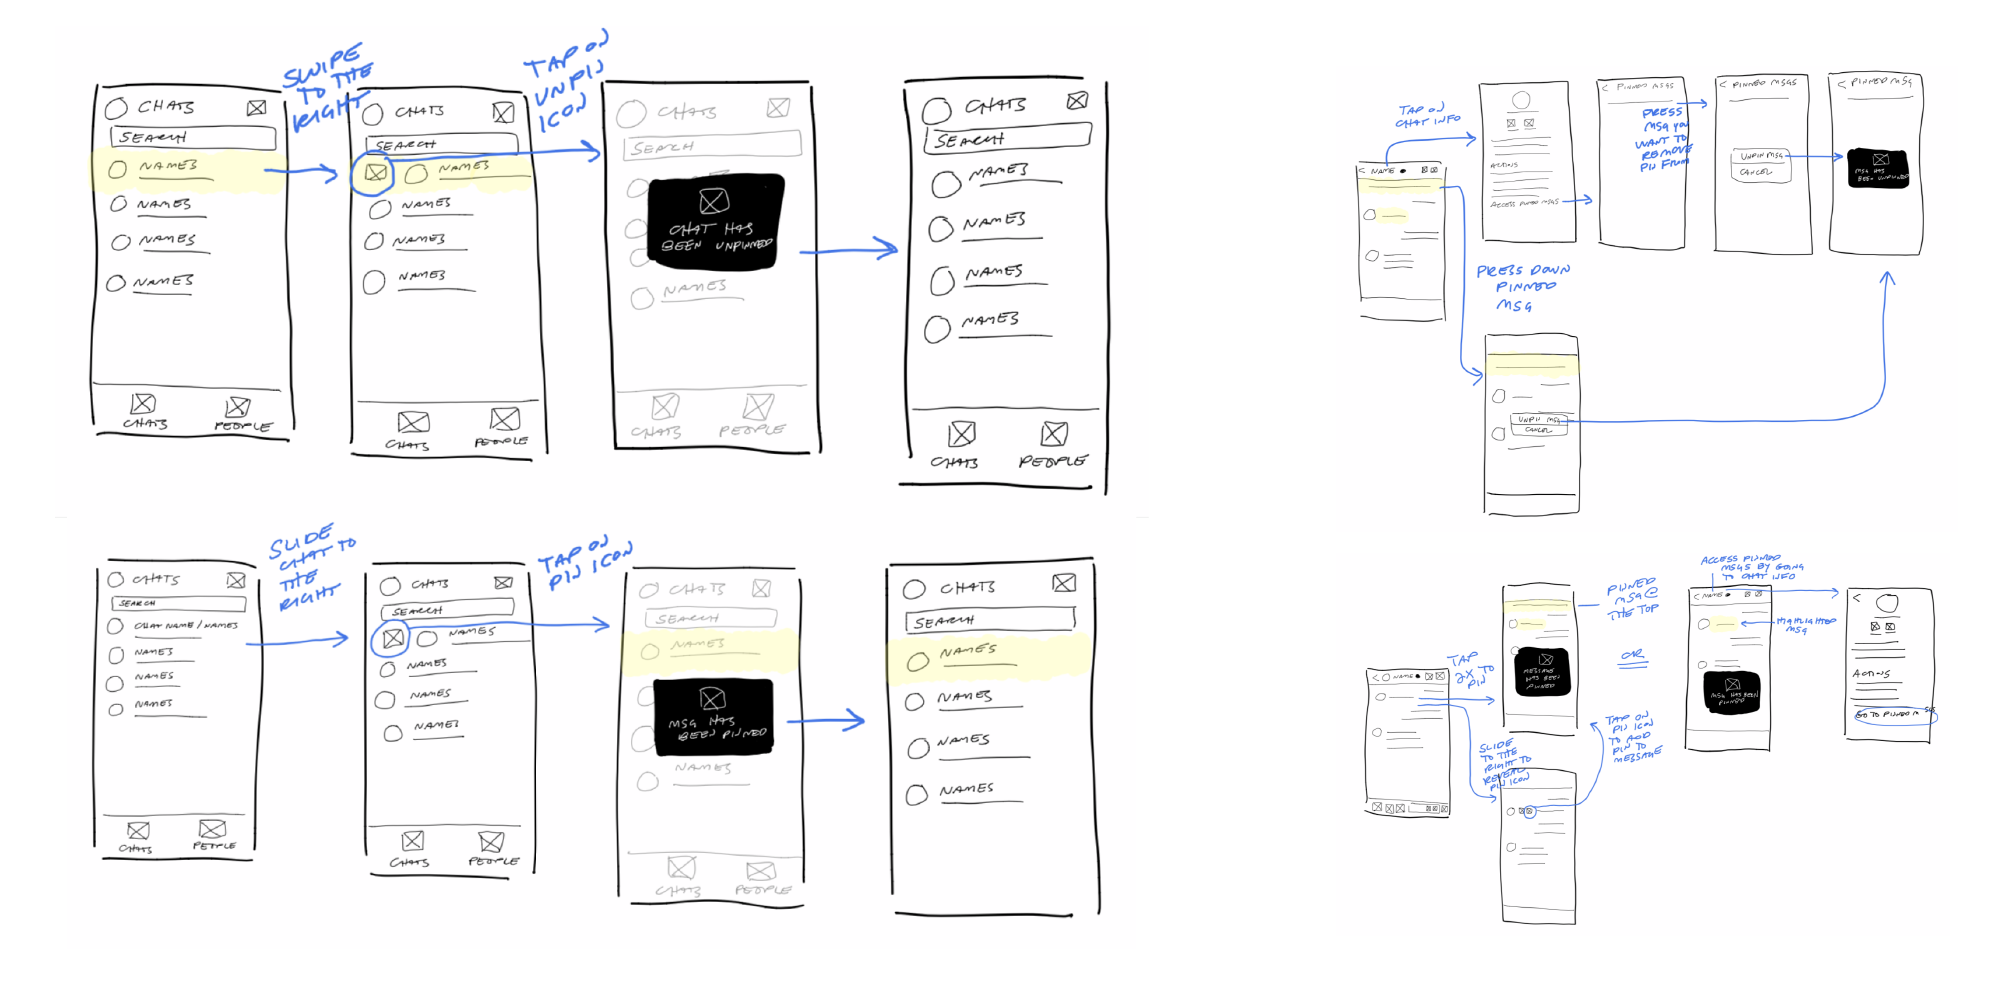 SWIPE
TO THE
RIGHT
TAP ON
UNPIN
ICON
CHATS
SEARCH
NAMES
NAMES
NAMES
NAMES
CHATS
PEOPLE
CHATS
SEARCH
NAMES
NAMES
NAMES
NAMES
CHATS
PEOPLE
CHATS
SEARCH
CHAT HAS
BEEN UNPINNED
NAMES
CHATS
PEOPLE
CHATS
SEARCH
NAMES
NAMES
NAMES
NAMES
CHATS
PEOPLE
TAP ON
CHAT INFO
< NAME
ACTIONS
ACCESS PINNED MSGS
< PINNED MSGS
PRESS
MSG YOU
WANT TO
REMOVE
PIN FROM
< PINNED MSGS
UNPIN MSG
CANCEL
< PINNED MSG
MSG HAS
BEEN UNPINNED
PRESS DOWN
PINNED
MSG
UNPIN MSG
CANCEL
SLIDE
CHAT TO
THE
RIGHT
TAP ON
PIN ICON
CHATS
SEARCH
CHAT NAME / NAMES
NAMES
NAMES
NAMES
CHATS
PEOPLE
CHATS
SEARCH
NAMES
NAMES
NAMES
NAMES
CHATS
PEOPLE
CHATS
SEARCH
NAMES
MSG HAS
BEEN PINNED
NAMES
CHATS
PEOPLE
CHATS
SEARCH
NAMES
NAMES
NAMES
NAMES
< NAME
TAP
2X TO
PIN
SLIDE
TO THE
RIGHT TO
REVEAL
PIN ICON
MESSAGE
HAS BEEN
PINNED
PINNED
MSG @
THE TOP
OR
TAP ON
PIN ICON
TO ADD
PIN TO
MESSAGE
ACCESS PINNED
MSGS BY GOING
TO CHAT INFO
< NAME
HIGHLIGHTED
MSG
MSG HAS BEEN
PINNED
<
ACTIONS
GO TO PINNED MSGS